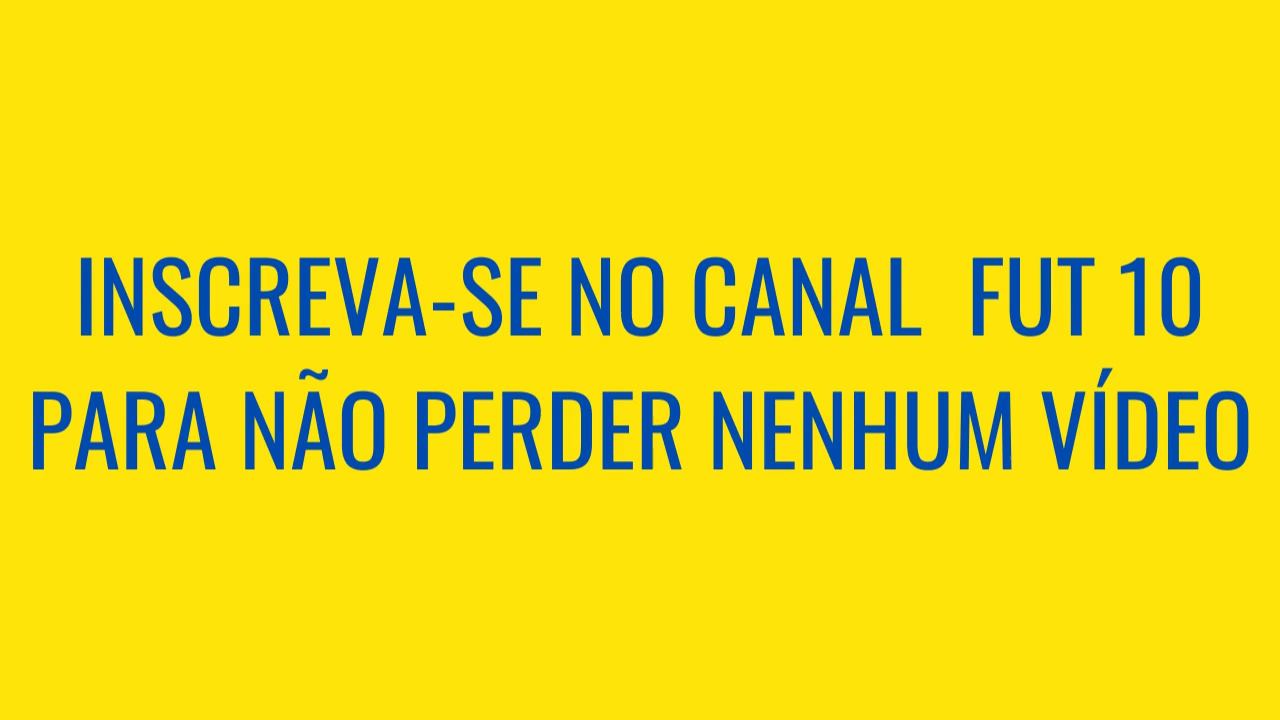 INSCREVA-SE NO CANAL  FUT 10
PARA NÃO PERDER NENHUM VÍDEO